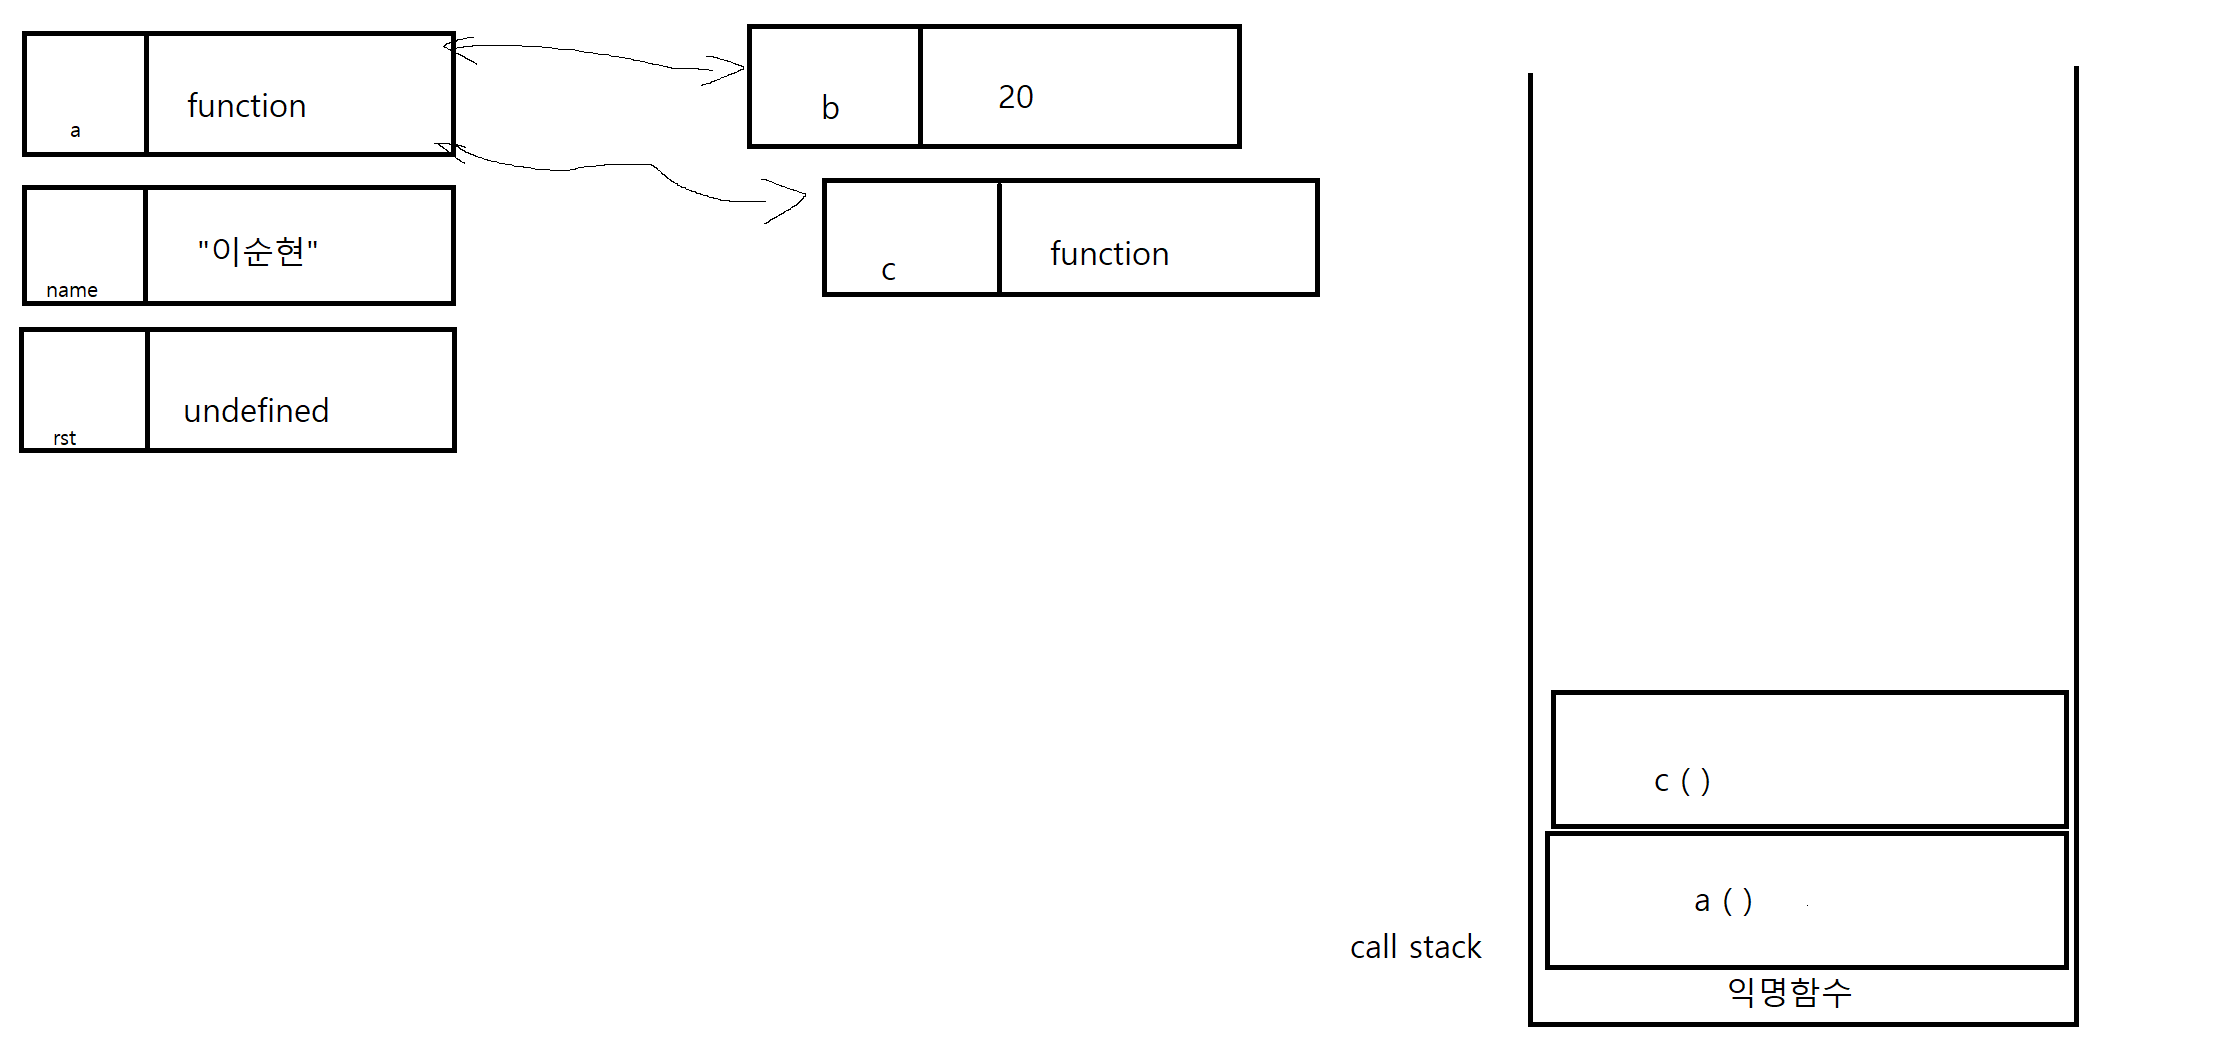 a
function
b
20
name
"이순현"
c
function
rst
undefined
c ( )
a ( )
call stack
익명함수